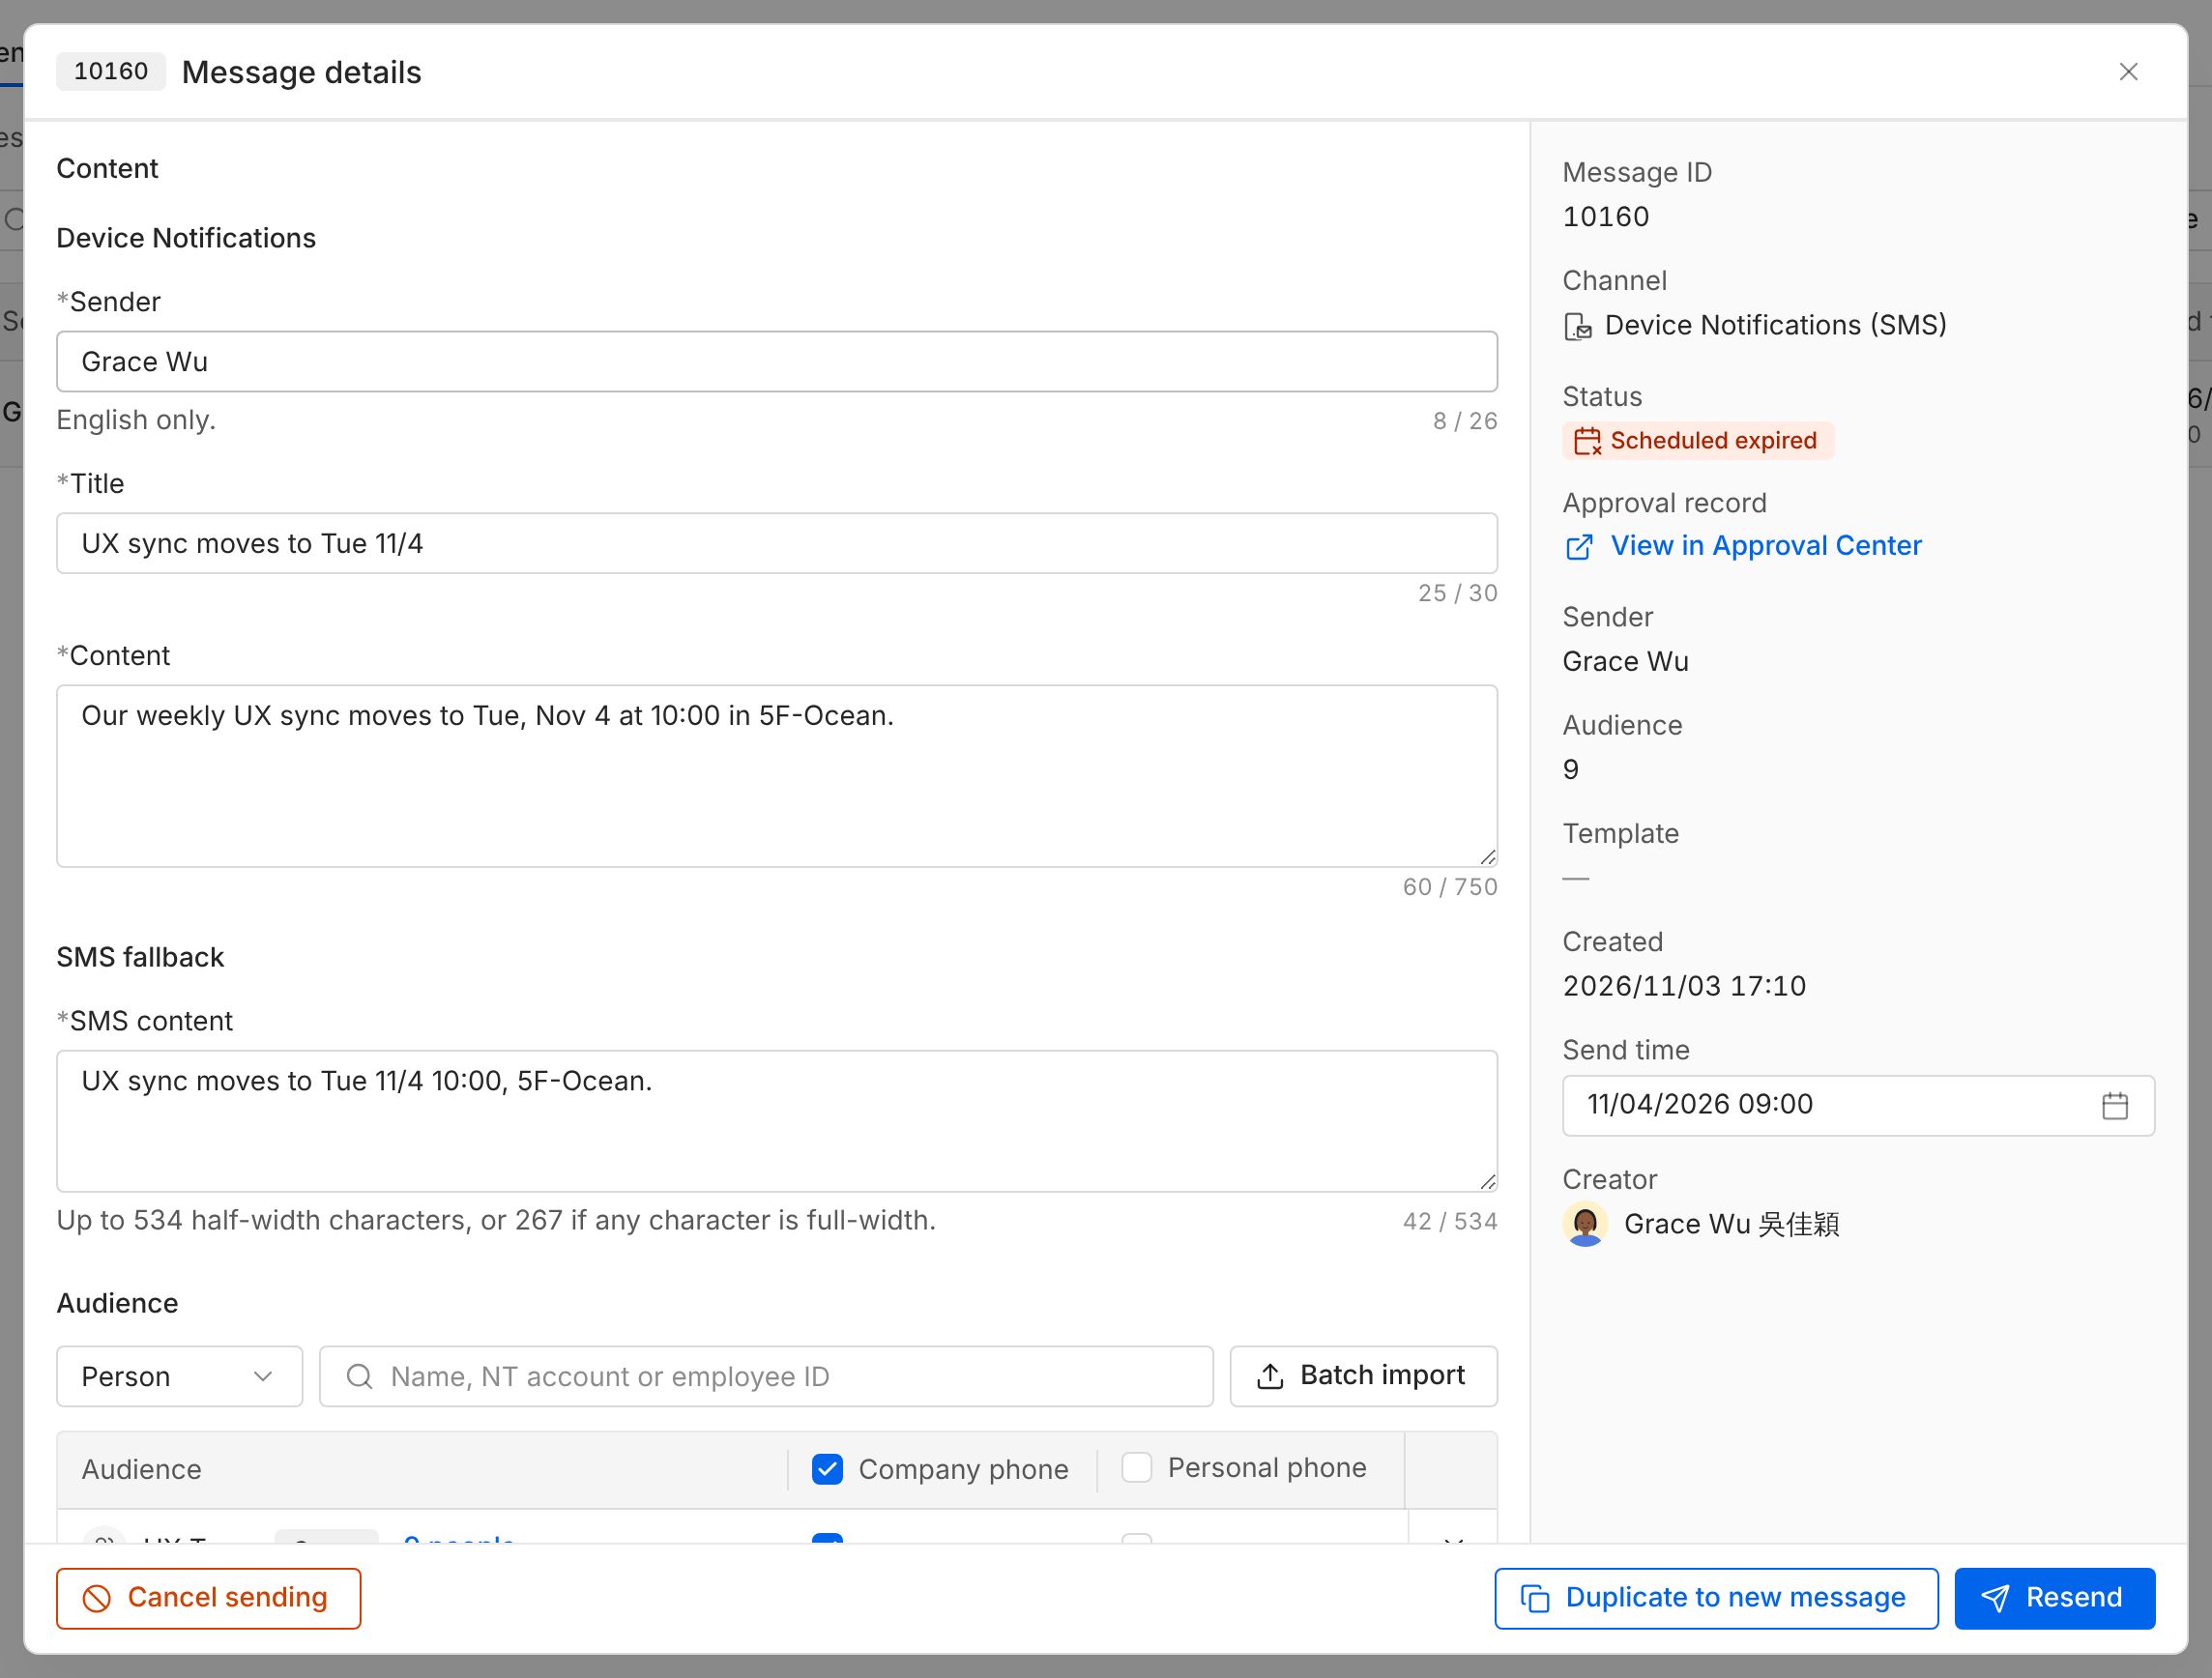 10160 Message details
Content
Device Notifications
*Sender
Grace Wu
English only. 8 / 26
*Title
UX sync moves to Tue 11/4
25 / 30
*Content
Our weekly UX sync moves to Tue, Nov 4 at 10:00 in 5F-Ocean.
60 / 750
SMS fallback
*SMS content
UX sync moves to Tue 11/4 10:00, 5F-Ocean.
Up to 534 half-width characters, or 267 if any character is full-width. 42 / 534
Audience
Person Name, NT account or employee ID Batch import
Audience Company phone Personal phone
Message ID
10160
Channel
Device Notifications (SMS)
Status
Scheduled expired
Approval record
View in Approval Center
Sender
Grace Wu
Audience
9
Template
—
Created
2026/11/03 17:10
Send time
11/04/2026 09:00
Creator
Grace Wu 吳佳穎
Cancel sending Duplicate to new message Resend